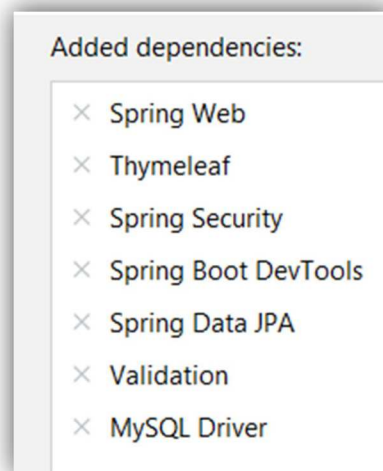 Added dependencies:
Spring Web
Thymeleaf
Spring Security
Spring Boot DevTools
Spring Data JPA
Validation
MySQL Driver